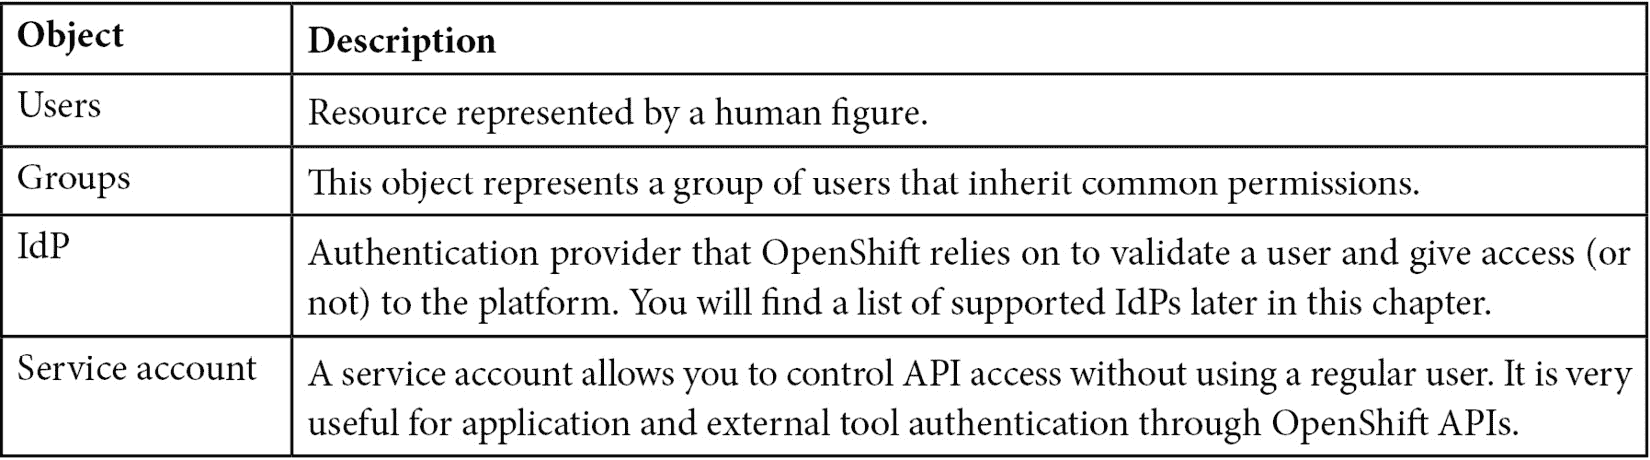 Object Description
Users Resource represented by a human figure.
Groups This object represents a group of users that inherit common permissions.
IdP Authentication provider that OpenShift relies on to validate a user and give access (or
not) to the platform. You will find a list of supported IdPs later in this chapter.
Service account A service account allows you to control API access without using a regular user. It is very
useful for application and external tool authentication through OpenShift APIs.